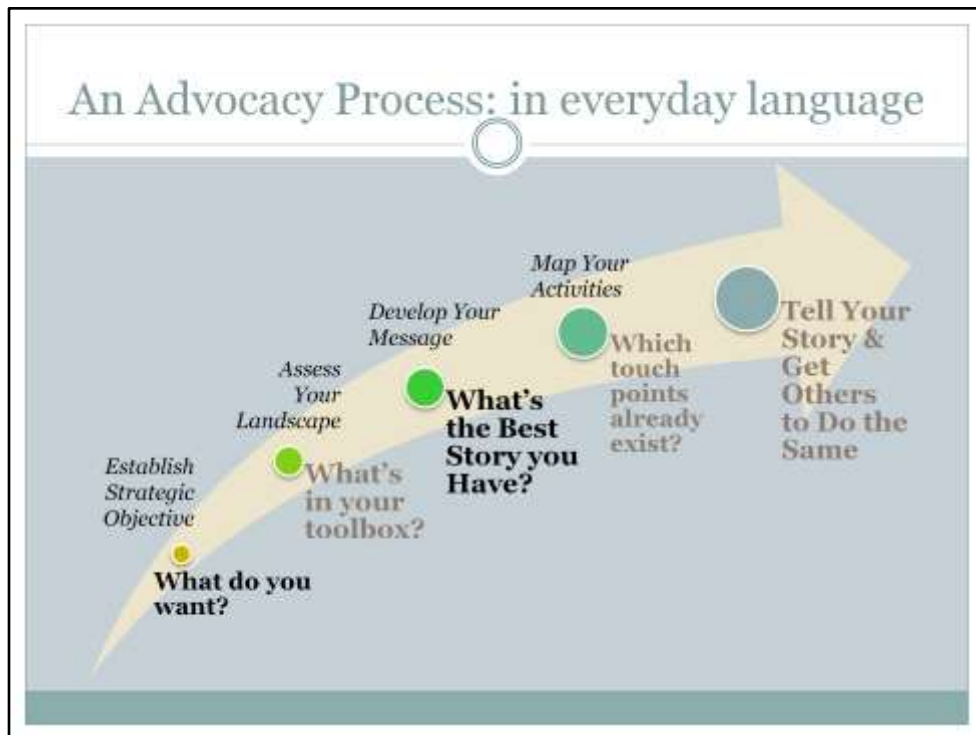 An Advocacy Process: in everyday language
Establish
Strategic
Objective
What do you
want?
Assess
Your
Landscape
What's
in your
toolbox?
Develop Your
Message
What's
the Best
Story you
Have?
Map Your
Activities
Which
touch
points
already
exist?
Tell Your
Story &
Get
Others
to Do the
Same